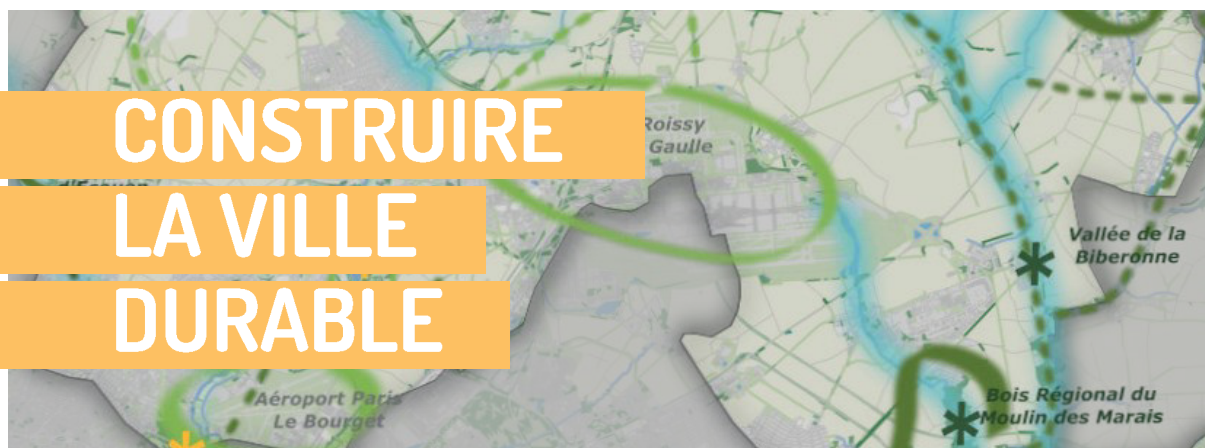 CONSTRUIRE
LA VILLE
DURABLE
Roissy
Gaulle
d'Ecouen
Vallée de la
Biberonne
Aéroport Paris
Le Bourget
Bois Régional du
Moulin des Marais